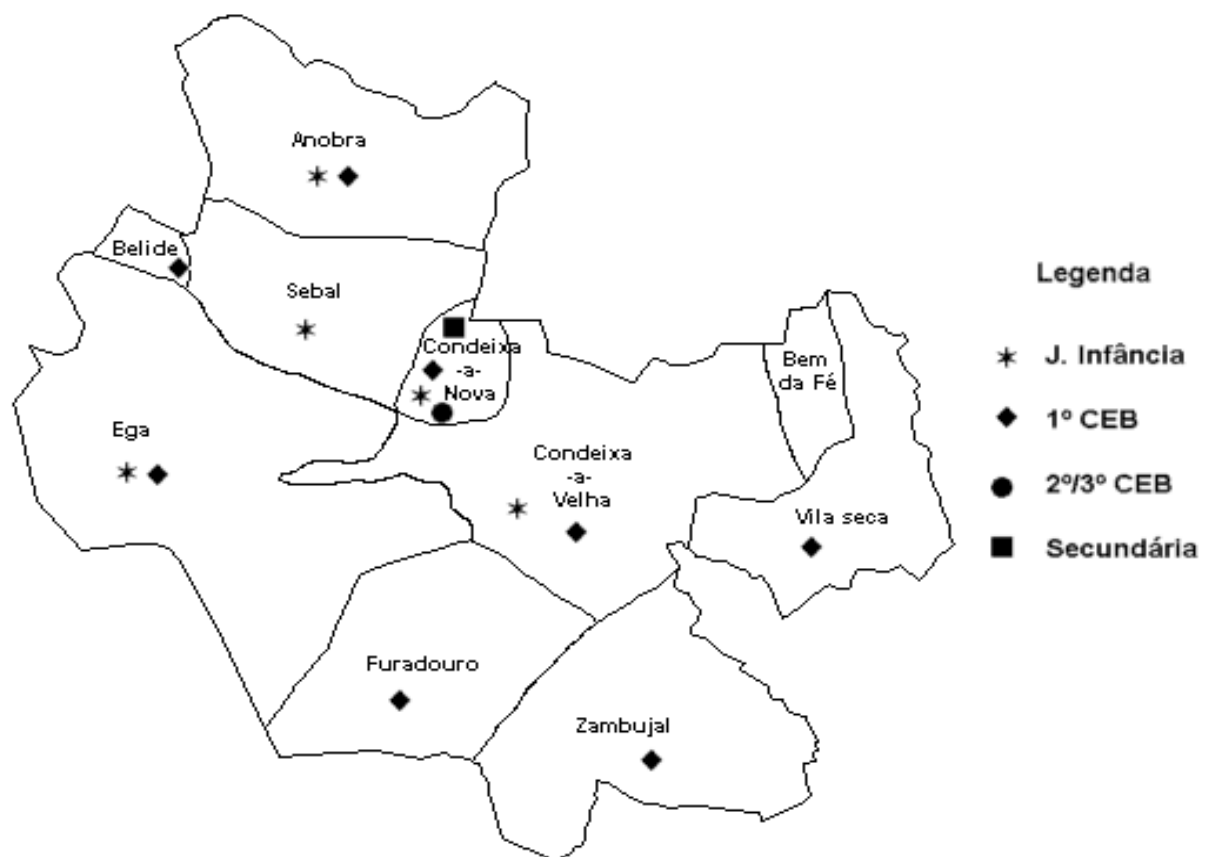 Anobra
Belide
Sebal
Condeixa
-a-
Nova
Bem
da Fé
Ega
Condeixa
-a-
Velha
Vila seca
Furadouro
Zambujal
Legenda
J. Infância
1º CEB
2º/3º CEB
Secundária